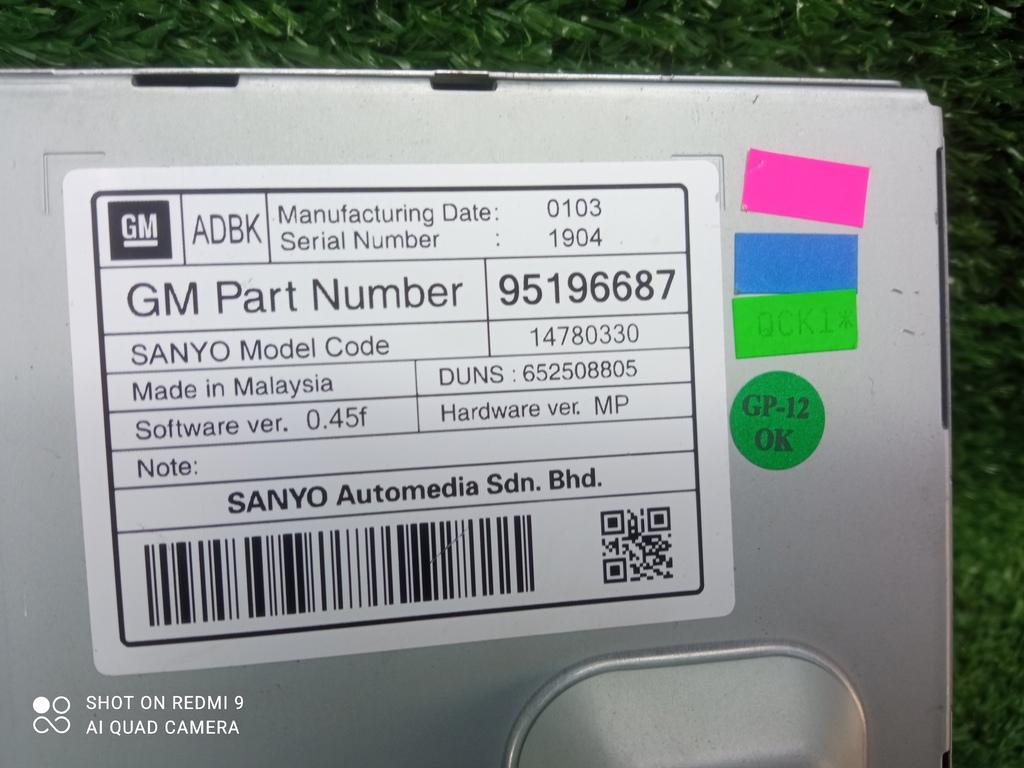 GM
ADBK
Manufacturing Date: 0103
Serial Number : 1904
GM Part Number 95196687
SANYO Model Code 14780330
Made in Malaysia DUNS : 652508805
Software ver. 0.45f Hardware ver. MP
Note:
SANYO Automedia Sdn. Bhd.
QCK1*
GP-12
OK
SHOT ON REDMI 9
AI QUAD CAMERA